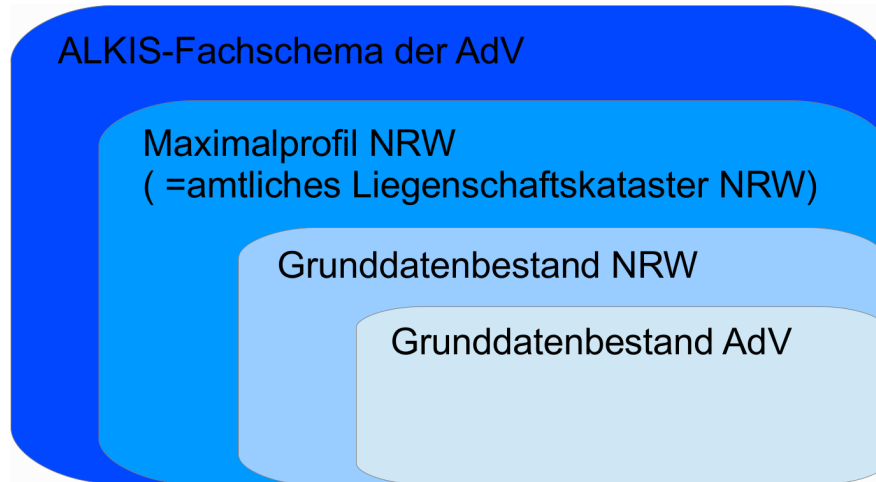 ALKIS-Fachschema der AdV
Maximalprofil NRW
( =amtliches Liegenschaftskataster NRW)
Grunddatenbestand NRW
Grunddatenbestand AdV